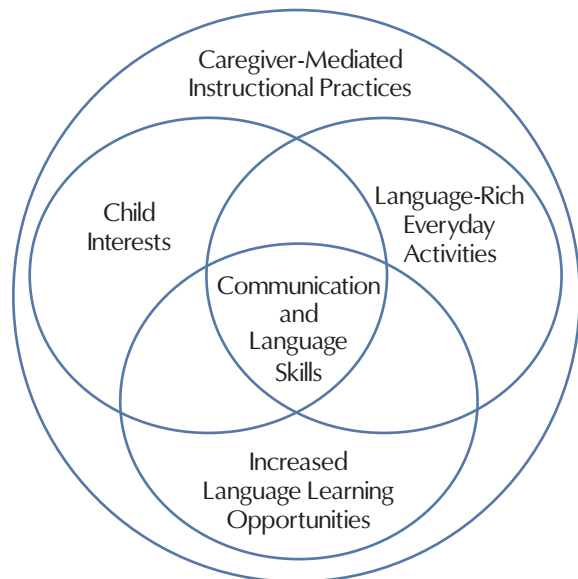 Caregiver-Mediated
Instructional Practices
Child
Interests
Language-Rich
Everyday
Activities
Communication
and
Language
Skills
Increased
Language Learning
Opportunities